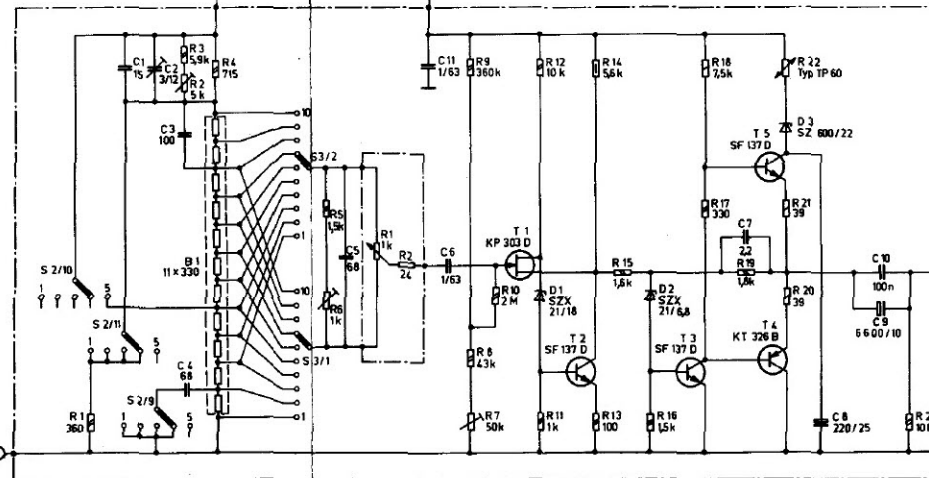 C1
15
C2
3/12
R3
5,9k
R2
5k
R4
715
C3
100
10
S3/2
1
B1
11×330
R5
1,5k
C5
68
R6
1k
10
S3/1
1
R1
1k
R2
24
S2/10
1
5
S2/11
1
5
C4
68
S2/9
1
5
R1
360
C11
1/63
R9
360k
R12
10k
R14
5,6k
R18
7,5k
R22
Typ TP 60
D3
SZ 600/22
T5
SF 137 D
R17
330
R21
39
C7
2,2
R19
1,8k
T1
KP 303 D
C6
1/63
R10
2M
D1
SZX
21/18
R15
1,6k
D2
SZX
21/6,8
R20
39
C10
100n
C9
6600/10
T2
SF 137 D
T3
SF 137 D
T4
KT 326 B
R8
43k
R7
50k
R11
1k
R13
100
R16
1,5k
C8
220/25